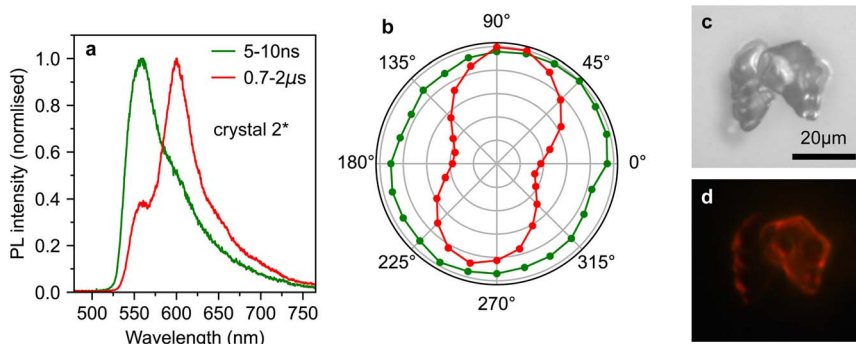 a
5-10ns
0.7-2µs
crystal 2*
PL intensity (normlised)
1.0
0.8
0.6
0.4
0.2
0.0
500 550 600 650 700 750
Wavelength (nm)
b
90°
135° 45°
180° 0°
225° 315°
270°
c
20µm
d